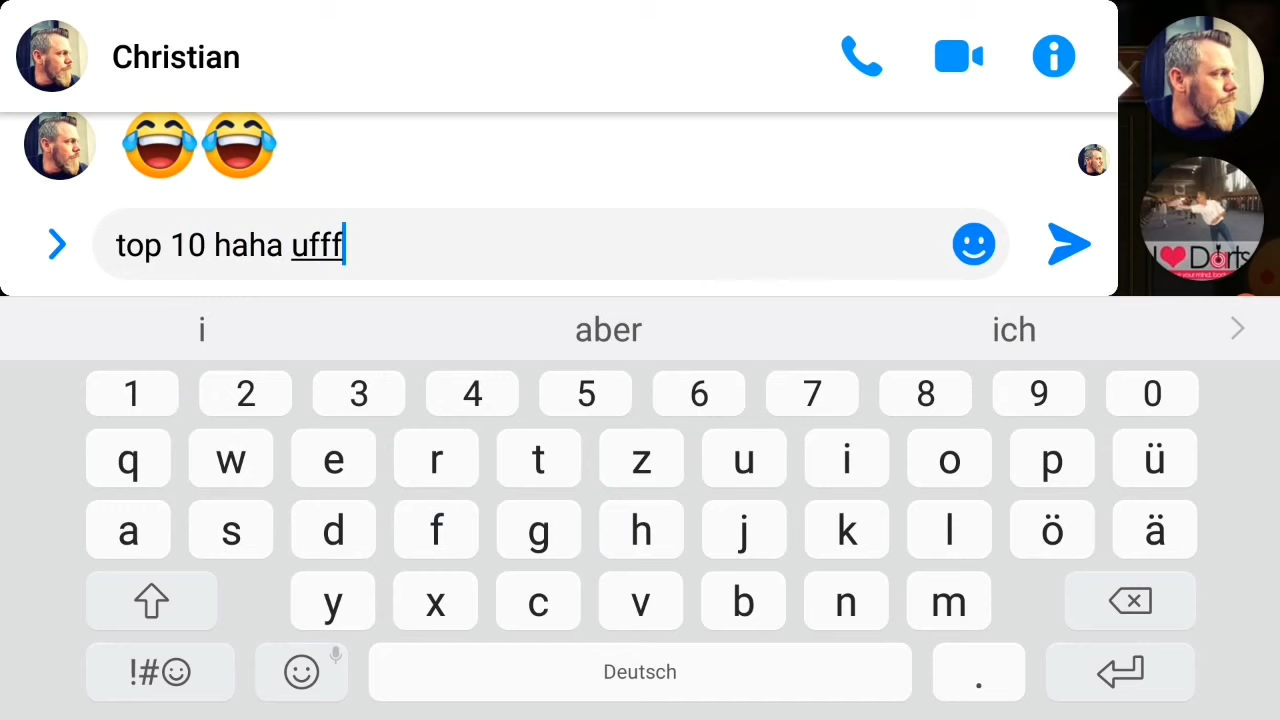 Christian
top 10 haha ufff
I ❤ Darts
i aber ich
1 2 3 4 5 6 7 8 9 0
q w e r t z u i o p ü
a s d f g h j k l ö ä
y x c v b n m
!#☺ Deutsch .